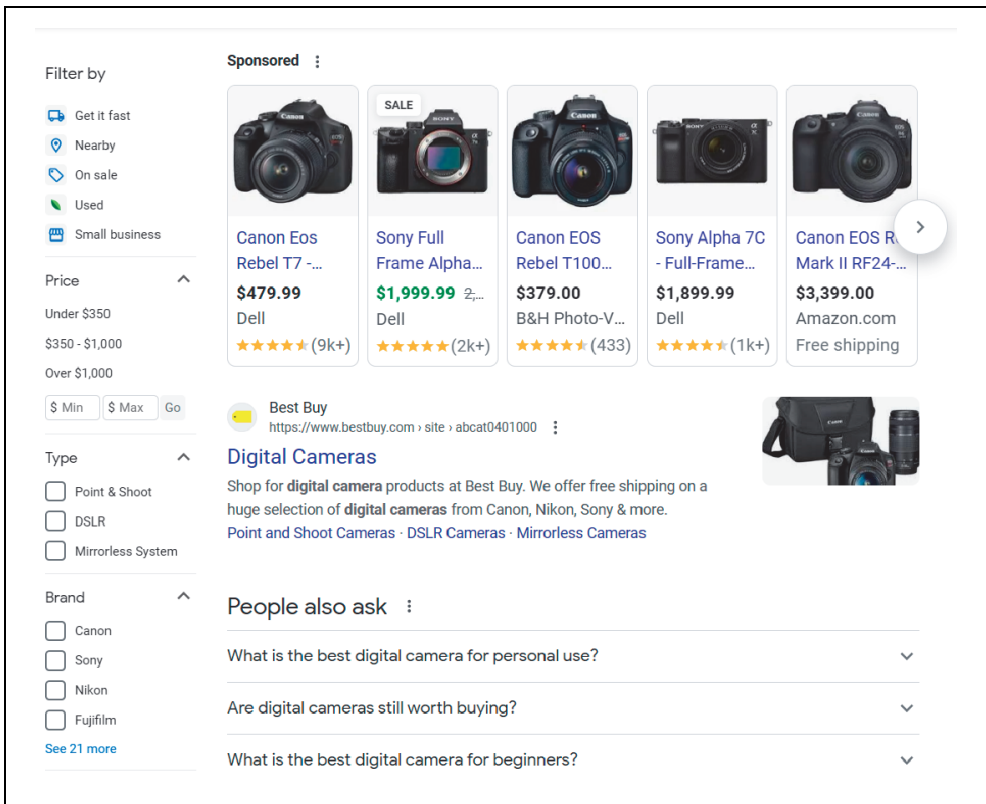 Filter by
Get it fast
Nearby
On sale
Used
Small business
Price
Under $350
$350 - $1,000
Over $1,000
$ Min $ Max Go
Type
Point & Shoot
DSLR
Mirrorless System
Brand
Canon
Sony
Nikon
Fujifilm
See 21 more
Sponsored
Canon Eos
Rebel T7 -...
$479.99
Dell
(9k+)
SALE
Sony Full
Frame Alpha...
$1,999.99 2,...
Dell
(2k+)
Canon EOS
Rebel T100...
$379.00
B&H Photo-V...
(433)
Sony Alpha 7C
- Full-Frame...
$1,899.99
Dell
(1k+)
Canon EOS
Mark II RF24-...
$3,399.00
Amazon.com
Free shipping
Best Buy
https://www.bestbuy.com › site › abcat0401000
Digital Cameras
Shop for digital camera products at Best Buy. We offer free shipping on a
huge selection of digital cameras from Canon, Nikon, Sony & more.
Point and Shoot Cameras · DSLR Cameras · Mirrorless Cameras
People also ask
What is the best digital camera for personal use?
Are digital cameras still worth buying?
What is the best digital camera for beginners?